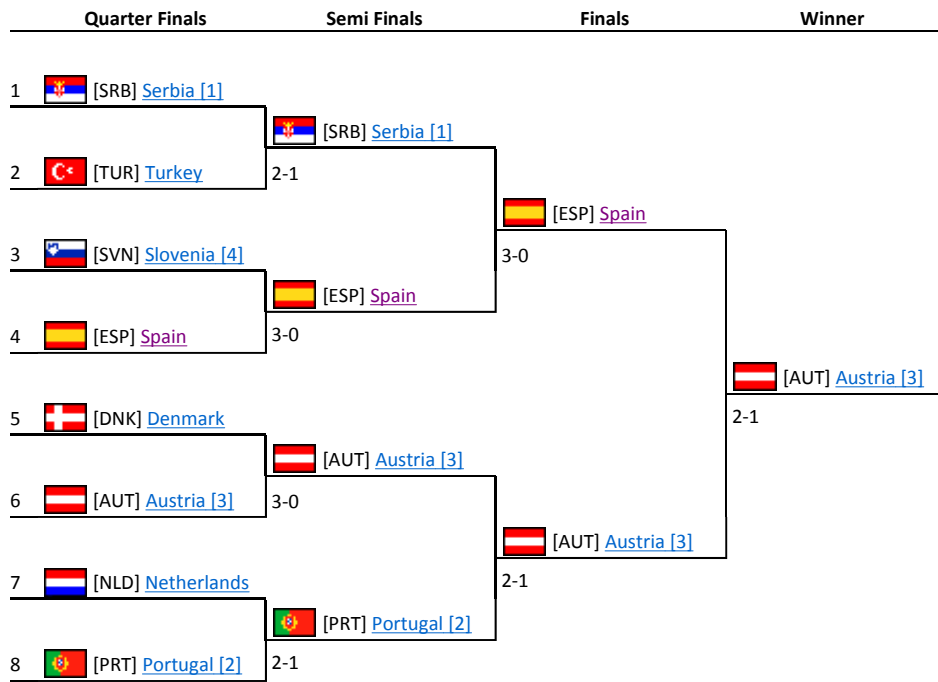 Quarter Finals Semi Finals Finals Winner
1 [SRB] Serbia [1]
[SRB] Serbia [1]
2 [TUR] Turkey
2-1
[ESP] Spain
3 [SVN] Slovenia [4]
3-0
[ESP] Spain
4 [ESP] Spain
3-0
[AUT] Austria [3]
5 [DNK] Denmark
2-1
[AUT] Austria [3]
6 [AUT] Austria [3]
3-0
[AUT] Austria [3]
7 [NLD] Netherlands
2-1
[PRT] Portugal [2]
8 [PRT] Portugal [2]
2-1